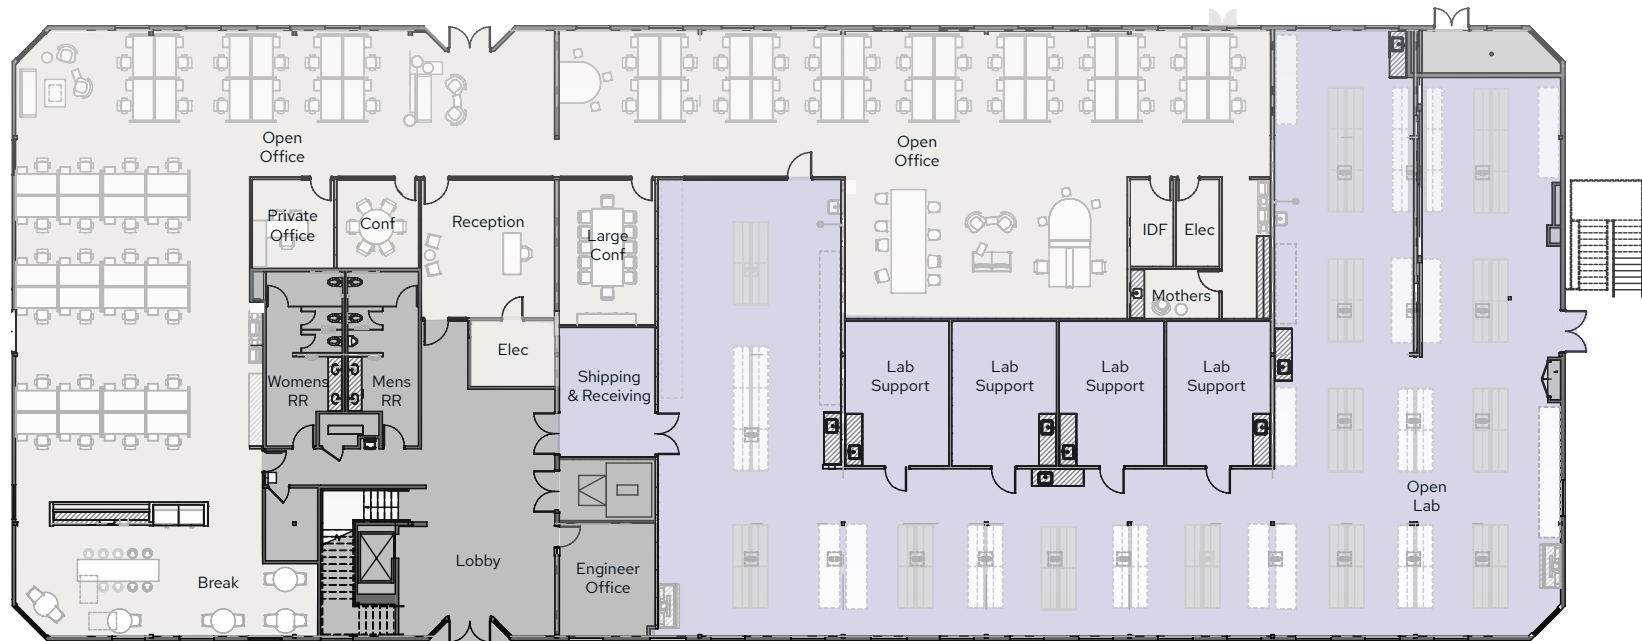 Open
Office
Open
Office
Private
Office
Conf
Reception
Large
Conf
IDF
Elec
Mothers
Elec
Womens
RR
Mens
RR
Shipping
& Receiving
Lab
Support
Lab
Support
Lab
Support
Lab
Support
Open
Lab
Break
Lobby
Engineer
Office